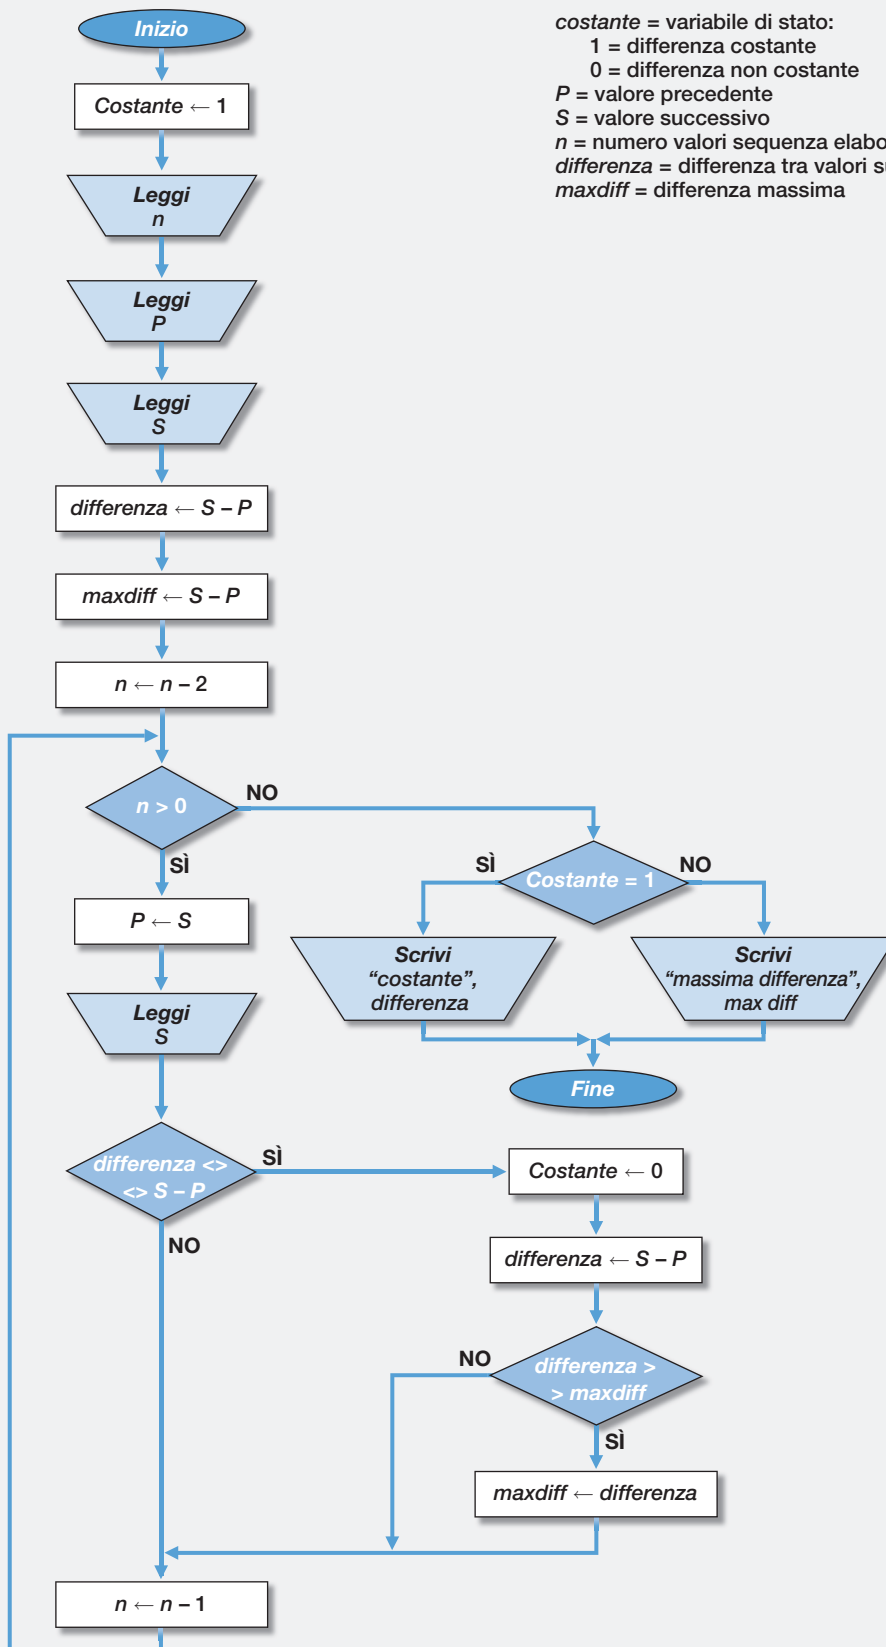 Inizio
costante = variabile di stato:
1 = differenza costante
0 = differenza non costante
P = valore precedente
S = valore successivo
n = numero valori sequenza
differenza = differenza tra valori
maxdiff = differenza massima
Costante ← 1
Leggi
n
Leggi
P
Leggi
S
differenza ← S – P
maxdiff ← S – P
n ← n – 2
n > 0
NO
SÌ
Costante = 1
SÌ
NO
P ← S
Scrivi
“costante”,
differenza
Scrivi
“massima differenza”,
max diff
Leggi
S
Fine
differenza <>
<> S – P
SÌ
NO
Costante ← 0
differenza ← S – P
differenza >
> maxdiff
NO
SÌ
maxdiff ← differenza
n ← n – 1